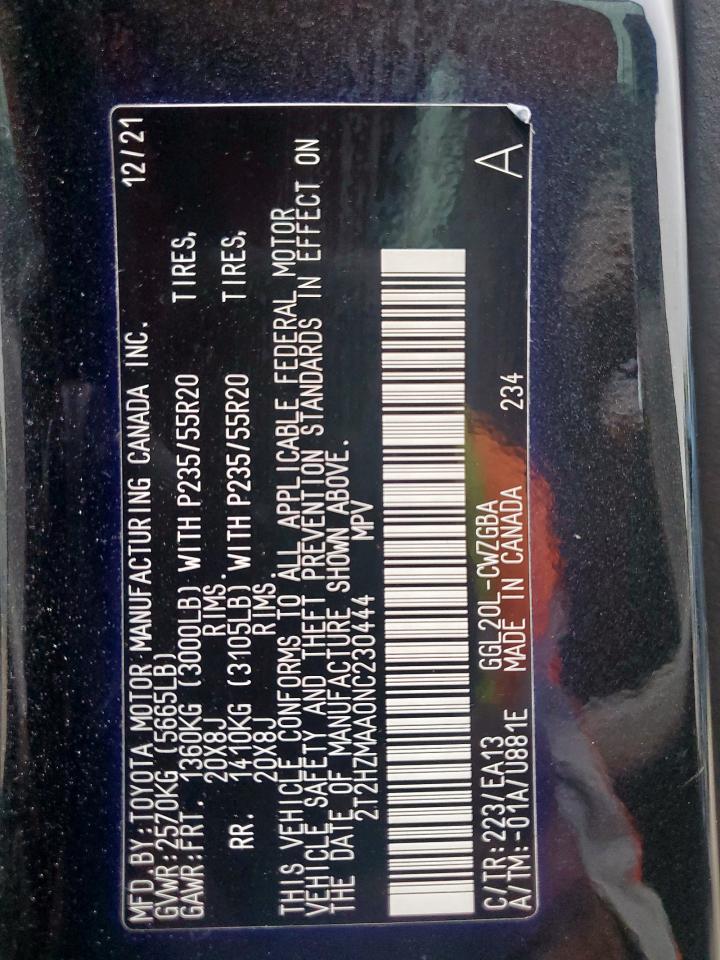 MFD.BY:TOYOTA MOTOR MANUFACTURING CANADA INC. 12/21
GVWR:2570KG (5665LB)
GAWR:FRT. 1360KG (3000LB) WITH P235/55R20 TIRES,
20X8J RIMS.
RR. 1410KG (3105LB) WITH P235/55R20 TIRES,
20X8J RIMS.
THIS VEHICLE CONFORMS TO ALL APPLICABLE FEDERAL MOTOR
VEHICLE SAFETY AND THEFT PREVENTION STANDARDS IN EFFECT ON
THE DATE OF MANUFACTURE SHOWN ABOVE.
2T2HZMAA0NC230444 MPV
C/TR:223/EA13 GGL20L-CWZGBA A
A/TM:-01A/U881E MADE IN CANADA 234